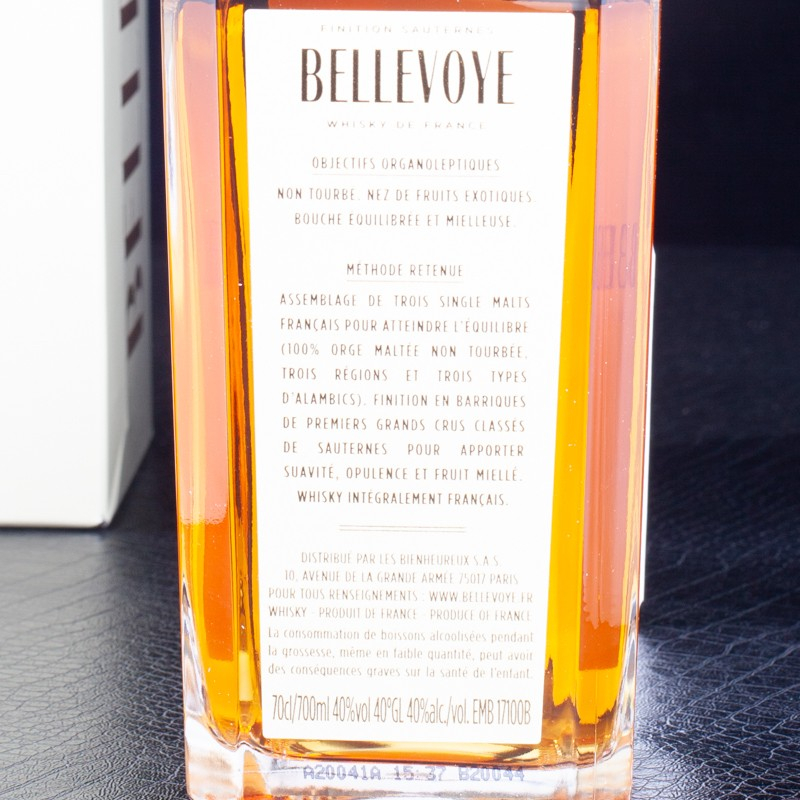 FINITION SAUTERNES
BELLEVOYE
WHISKY DE FRANCE
OBJECTIFS ORGANOLEPTIQUES
NON TOURBÉ. NEZ DE FRUITS EXOTIQUES.
BOUCHE ÉQUILIBRÉE ET MIELLEUSE.
MÉTHODE RETENUE
ASSEMBLAGE DE TROIS SINGLE MALTS
FRANÇAIS POUR ATTEINDRE L'ÉQUILIBRE
(100% ORGE MALTÉE NON TOURBÉE,
TROIS RÉGIONS ET TROIS TYPES
D'ALAMBICS). FINITION EN BARRIQUES
DE PREMIERS GRANDS CRUS CLASSÉS
DE SAUTERNES POUR APPORTER
SUAVITÉ, OPULENCE ET FRUIT MIELLÉ.
WHISKY INTÉGRALEMENT FRANÇAIS.
DISTRIBUÉ PAR LES BIENHEUREUX S.A.S.
10, AVENUE DE LA GRANDE ARMÉE 75017 PARIS
POUR TOUS RENSEIGNEMENTS : WWW.BELLEVOYE.FR
WHISKY - PRODUIT DE FRANCE - PRODUCE OF FRANCE
La consommation de boissons alcoolisées pendant
la grossesse, même en faible quantité, peut avoir
des conséquences graves sur la santé de l'enfant.
70cl/700ml 40%vol 40°GL 40%alc./vol. EMB 17100B
A20041A 15:37 B20044